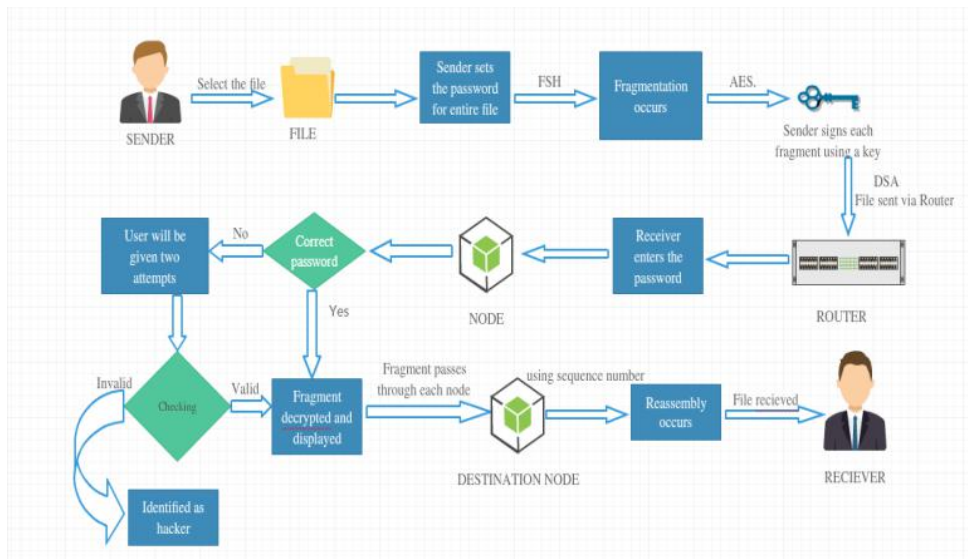 Select the file
SENDER
FILE
Sender sets
the password
for entire file
FSH
Fragmentation
occurs
AES.
Sender signs each
fragment using a key
DSA
File sent via Router
ROUTER
Receiver
enters the
password
NODE
Correct
password
No
User will be
given two
attempts
Yes
Checking
Invalid
Valid
Identified as
hacker
Fragment
decrypted and
displayed
Fragment passes
through each node
DESTINATION NODE
using sequence number
Reassembly
occurs
File recieved
RECIEVER